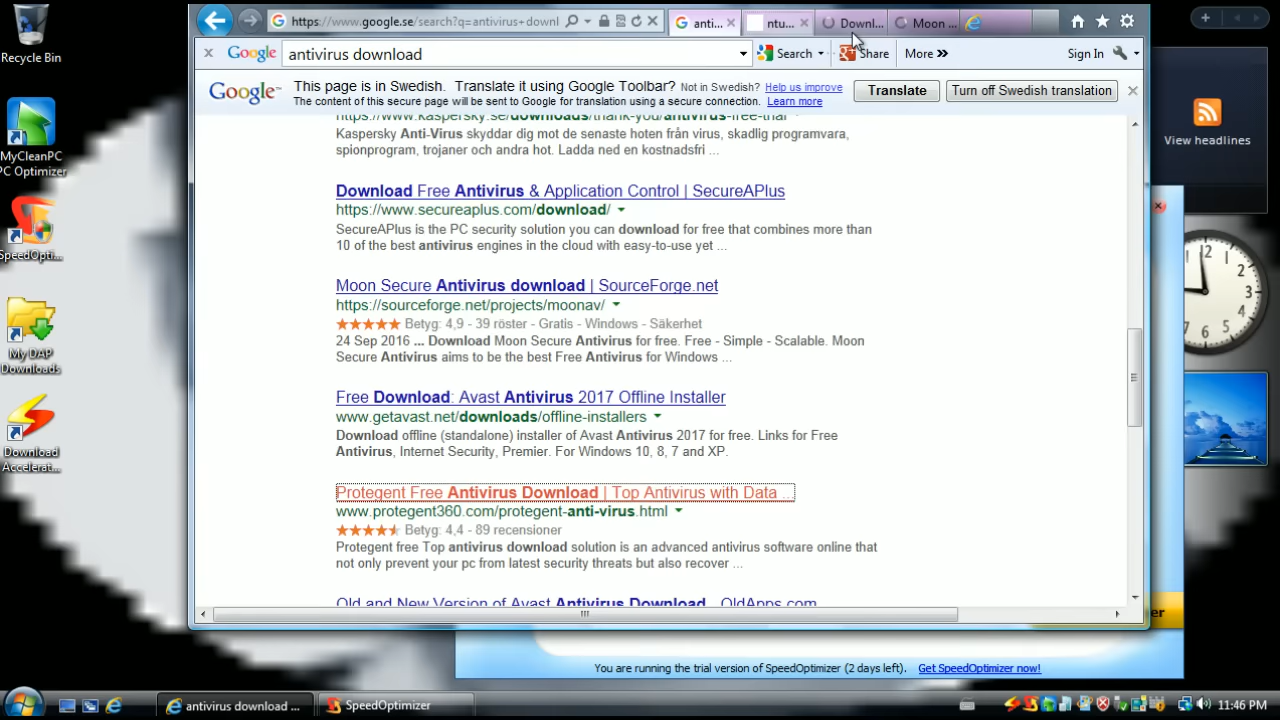 Recycle Bin
MyCleanPC
PC Optimizer
SpeedOpti...
My DAP
Downloads
Download
Accelerat...
https://www.google.se/search?q=antivirus+downl
anti...
ntu...
Downl...
Moon ...
Google
antivirus download
Search
Share
More »
Sign In
Google™
This page is in Swedish. Translate it using Google Toolbar?
Not in Swedish?
Help us improve
The content of this secure page will be sent to Google for translation using a secure connection.
Learn more
Translate
Turn off Swedish translation
https://www.kaspersky.se/downloads/thank-you/antivirus-free-trial
Kaspersky Anti-Virus skyddar dig mot de senaste hoten från virus, skadlig programvara,
spionprogram, trojaner och andra hot. Ladda ned en kostnadsfri ...
Download Free Antivirus & Application Control | SecureAPlus
https://www.secureaplus.com/download/
SecureAPlus is the PC security solution you can download for free that combines more than
10 of the best antivirus engines in the cloud with easy-to-use yet ...
Moon Secure Antivirus download | SourceForge.net
https://sourceforge.net/projects/moonav/
Betyg: 4,9 - 39 röster - Gratis - Windows - Säkerhet
24 Sep 2016 ... Download Moon Secure Antivirus for free. Free - Simple - Scalable. Moon
Secure Antivirus aims to be the best Free Antivirus for Windows ...
Free Download: Avast Antivirus 2017 Offline Installer
www.getavast.net/downloads/offline-installers
Download offline (standalone) installer of Avast Antivirus 2017 for free. Links for Free
Antivirus, Internet Security, Premier. For Windows 10, 8, 7 and XP.
Protegent Free Antivirus Download | Top Antivirus with Data ...
www.protegent360.com/protegent-anti-virus.html
Betyg: 4,4 - 89 recensioner
Protegent free Top antivirus download solution is an advanced antivirus software online that
not only prevent your pc from latest security threats but also recover ...
Old and New Version of Avast Antivirus Download - OldApps.com
View headlines
You are running the trial version of SpeedOptimizer (2 days left).
Get SpeedOptimizer now!
antivirus download ...
SpeedOptimizer
11:46 PM